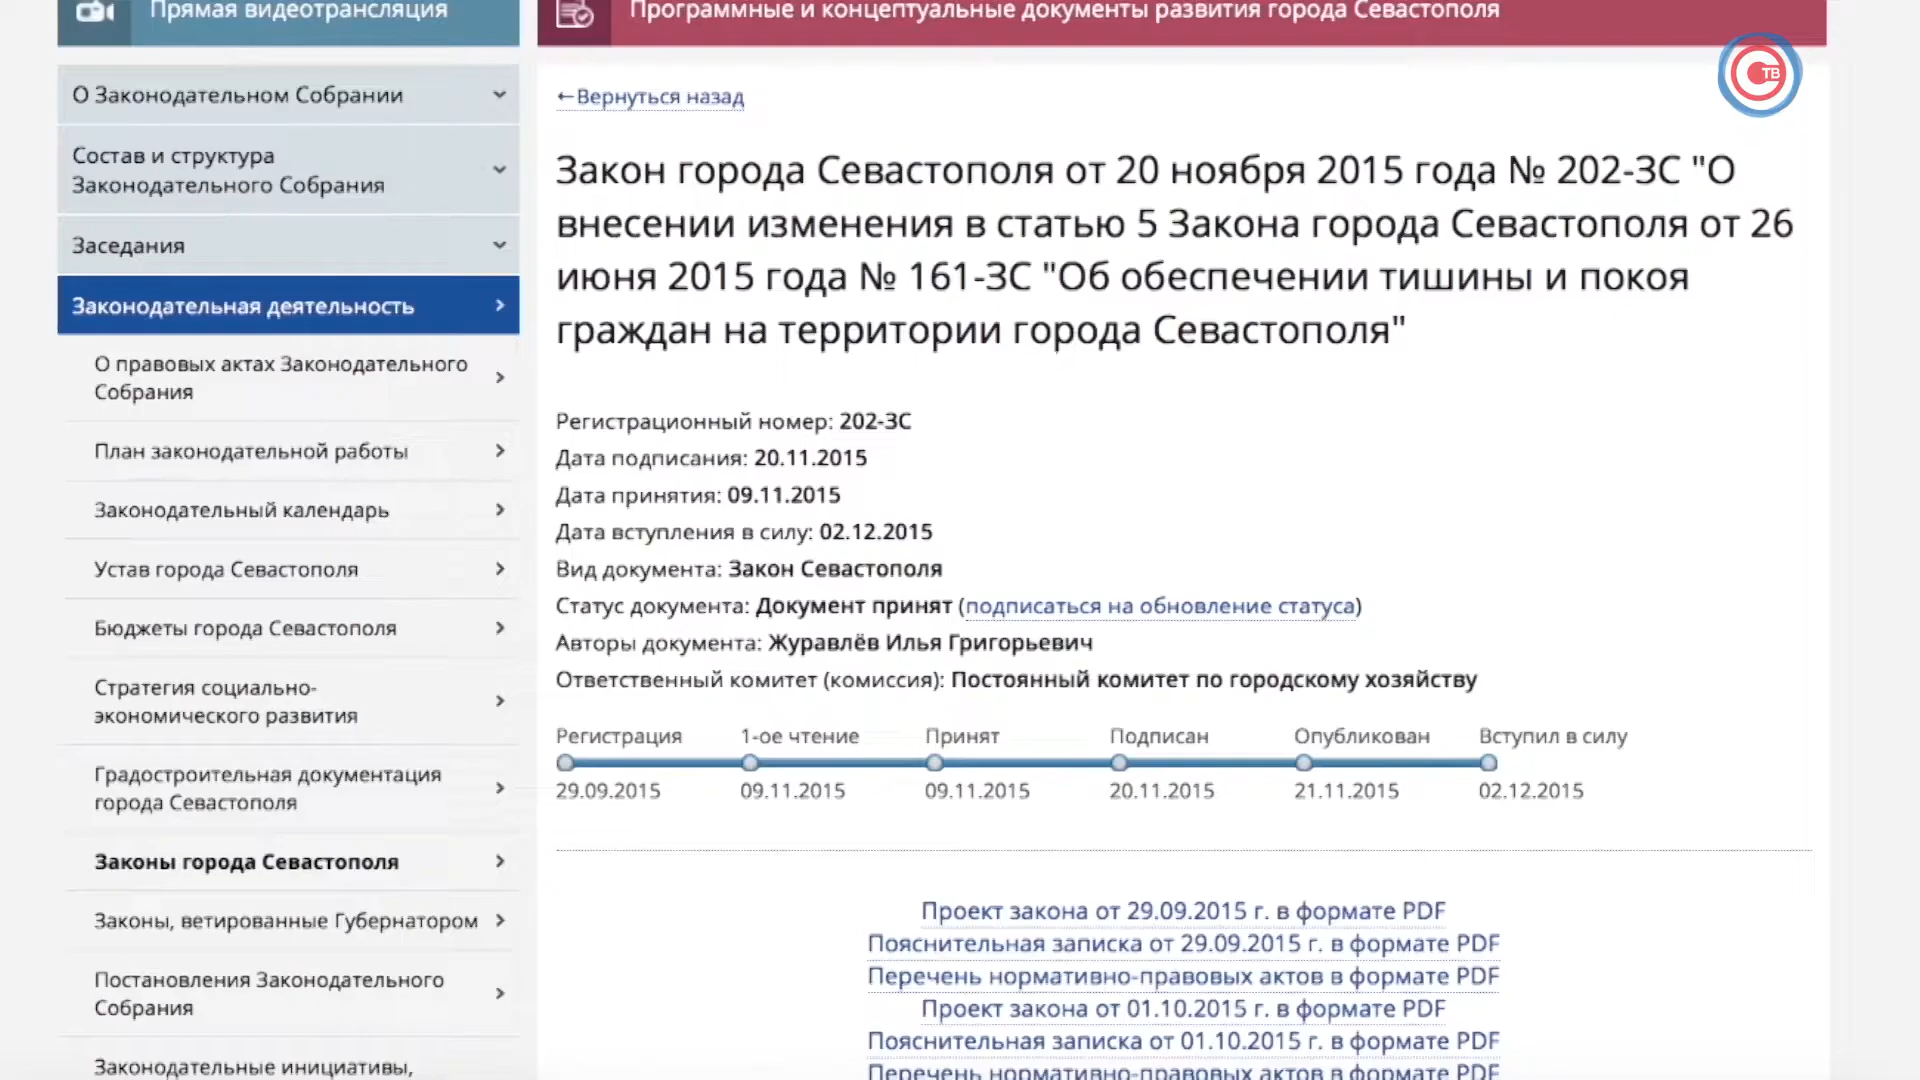 Прямая видеотрансляция
Программные и концептуальные документы развития города Севастополя
ТВ
О Законодательном Собрании
Состав и структура
Законодательного Собрания
Заседания
Законодательная деятельность
О правовых актах Законодательного
Собрания
План законодательной работы
Законодательный календарь
Устав города Севастополя
Бюджеты города Севастополя
Стратегия социально-
экономического развития
Градостроительная документация
города Севастополя
Законы города Севастополя
Законы, ветированные Губернатором
Постановления Законодательного
Собрания
Законодательные инициативы,
←Вернуться назад
Закон города Севастополя от 20 ноября 2015 года № 202-ЗС "О
внесении изменения в статью 5 Закона города Севастополя от 26
июня 2015 года № 161-ЗС "Об обеспечении тишины и покоя
граждан на территории города Севастополя"
Регистрационный номер: 202-ЗС
Дата подписания: 20.11.2015
Дата принятия: 09.11.2015
Дата вступления в силу: 02.12.2015
Вид документа: Закон Севастополя
Статус документа: Документ принят (подписаться на обновление статуса)
Авторы документа: Журавлёв Илья Григорьевич
Ответственный комитет (комиссия): Постоянный комитет по городскому хозяйству
Регистрация 1-ое чтение Принят Подписан Опубликован Вступил в силу
29.09.2015 09.11.2015 09.11.2015 20.11.2015 21.11.2015 02.12.2015
Проект закона от 29.09.2015 г. в формате PDF
Пояснительная записка от 29.09.2015 г. в формате PDF
Перечень нормативно-правовых актов в формате PDF
Проект закона от 01.10.2015 г. в формате PDF
Пояснительная записка от 01.10.2015 г. в формате PDF
Перечень нормативно-правовых актов в формате PDF